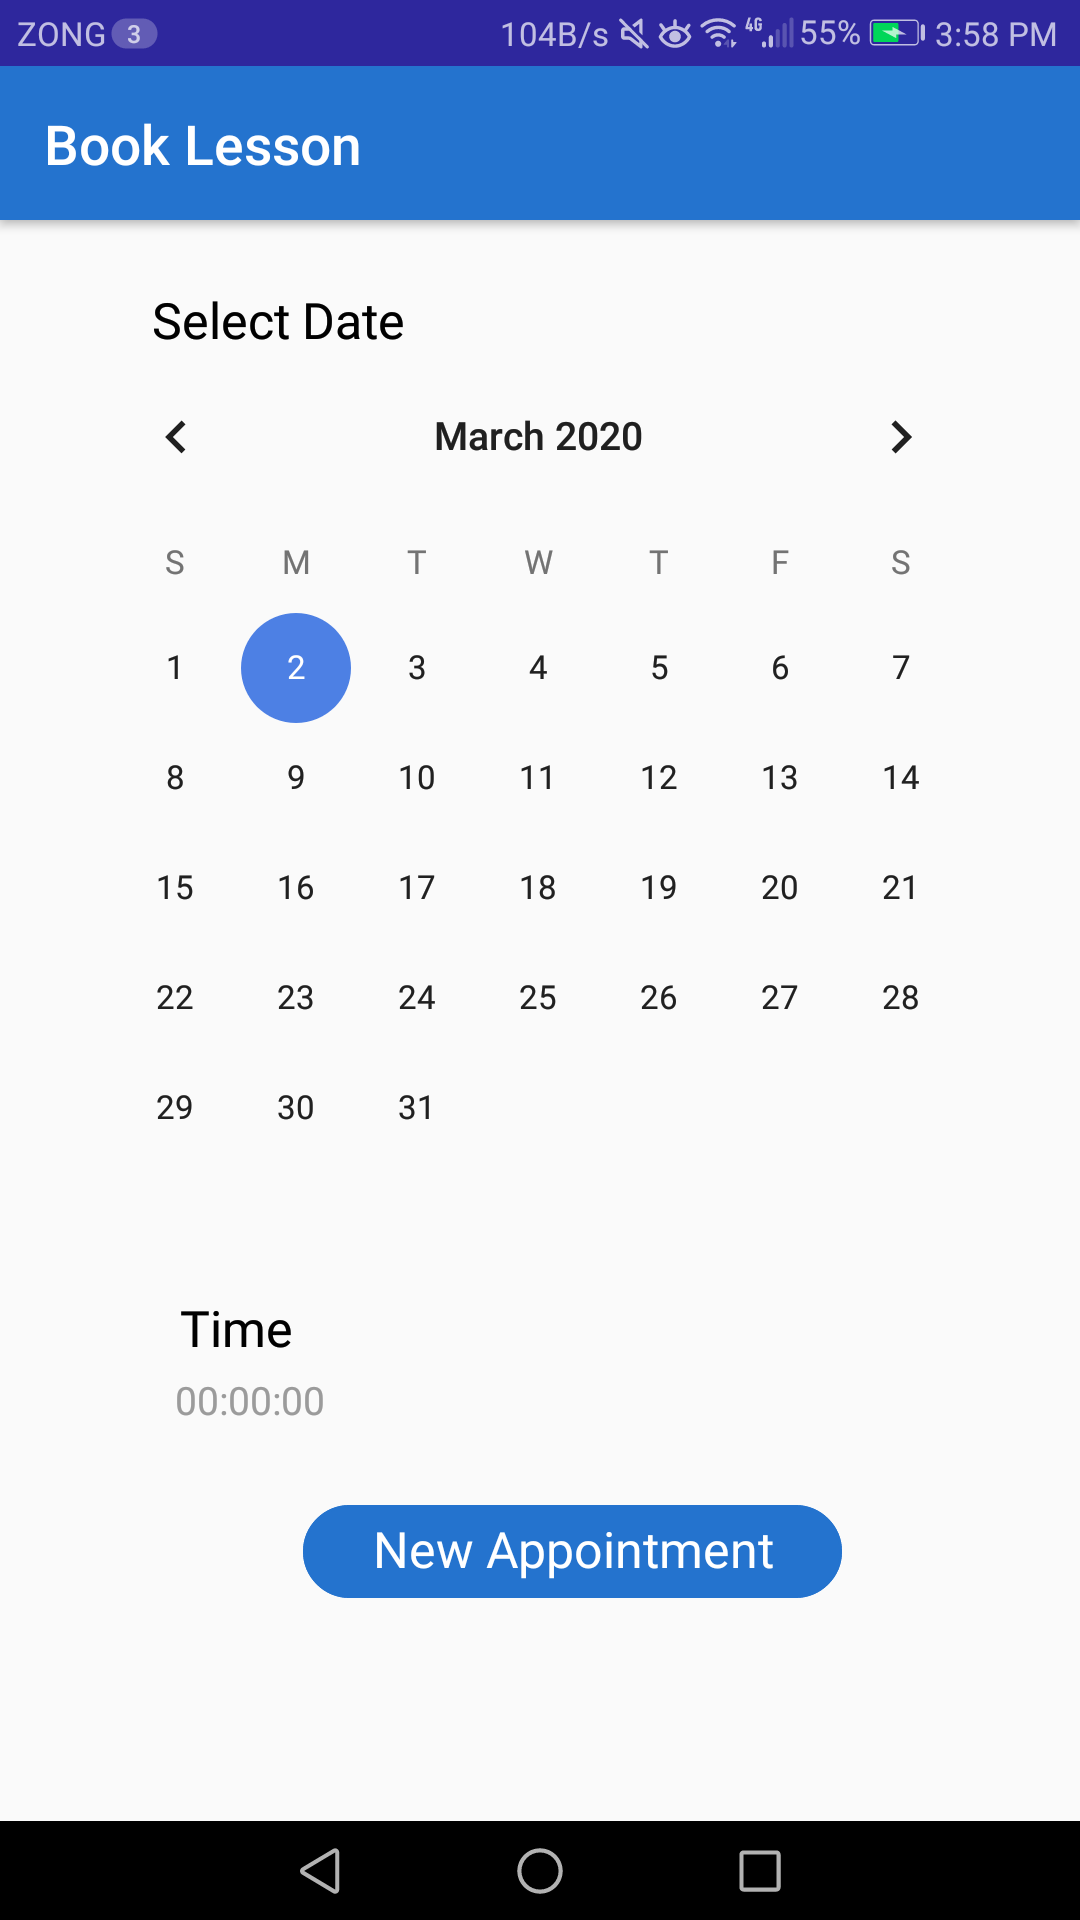 ZONG 3 104B/s 4G 55% 3:58 PM
Book Lesson
Select Date
March 2020
S M T W T F S
1 2 3 4 5 6 7
8 9 10 11 12 13 14
15 16 17 18 19 20 21
22 23 24 25 26 27 28
29 30 31
Time
00:00:00
New Appointment